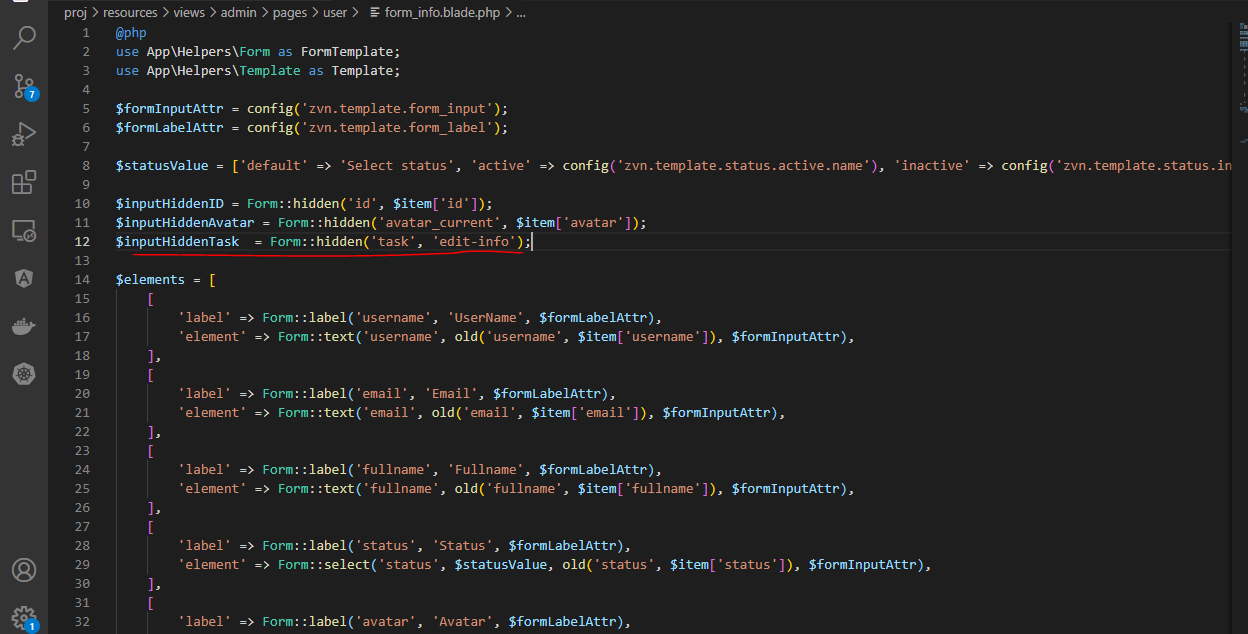 proj > resources > views > admin > pages > user > form_info.blade.php > ...
1 @php
2 use App\Helpers\Form as FormTemplate;
3 use App\Helpers\Template as Template;
4
5 $formInputAttr = config('zvn.template.form_input');
6 $formLabelAttr = config('zvn.template.form_label');
7
8 $statusValue = ['default' => 'Select status', 'active' => config('zvn.template.status.active.name'), 'inactive' => config('zvn.template.status.in
9
10 $inputHiddenID = Form::hidden('id', $item['id']);
11 $inputHiddenAvatar = Form::hidden('avatar_current', $item['avatar']);
12 $inputHiddenTask  = Form::hidden('task', 'edit-info');
13
14 $elements = [
15     [
16         'label' => Form::label('username', 'UserName', $formLabelAttr),
17         'element' => Form::text('username', old('username', $item['username']), $formInputAttr),
18     ],
19     [
20         'label' => Form::label('email', 'Email', $formLabelAttr),
21         'element' => Form::text('email', old('email', $item['email']), $formInputAttr),
22     ],
23     [
24         'label' => Form::label('fullname', 'Fullname', $formLabelAttr),
25         'element' => Form::text('fullname', old('fullname', $item['fullname']), $formInputAttr),
26     ],
27     [
28         'label' => Form::label('status', 'Status', $formLabelAttr),
29         'element' => Form::select('status', $statusValue, old('status', $item['status']), $formInputAttr),
30     ],
31     [
32         'label' => Form::label('avatar', 'Avatar', $formLabelAttr),
7
1